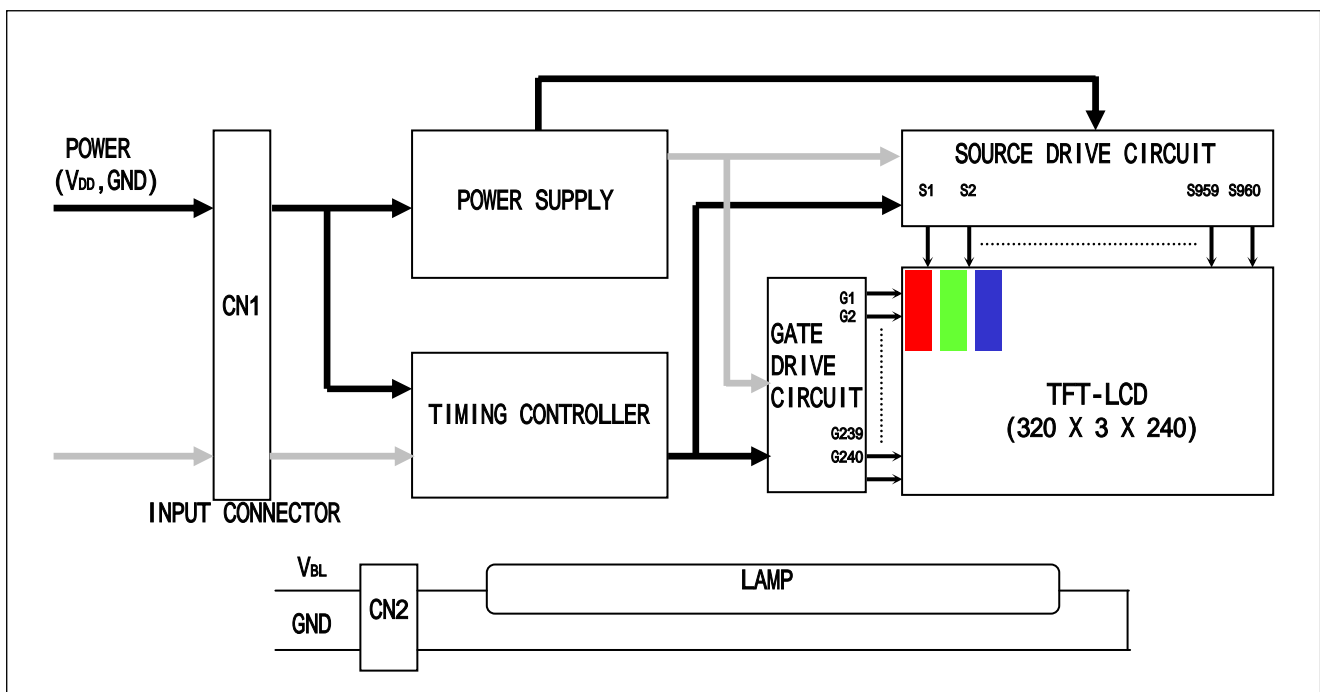 POWER
(VDD,GND)
CN1
INPUT CONNECTOR
POWER SUPPLY
TIMING CONTROLLER
SOURCE DRIVE CIRCUIT
S1 S2 S959 S960
GATE
DRIVE
CIRCUIT
G1
G2
G239
G240
TFT-LCD
(320 X 3 X 240)
VBL
GND
CN2
LAMP